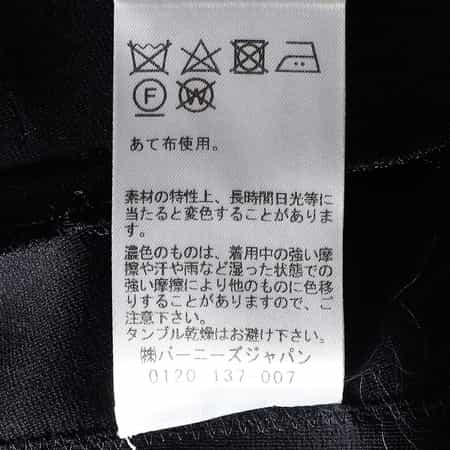 F W
あて布使用。
素材の特性上、長時間日光等に
当たると変色することがありま
す。
濃色のものは、着用中の強い摩
擦や汗や雨など湿った状態での
強い摩擦により他のものに色移
りすることがありますので、ご
注意下さい。
タンブル乾燥はお避け下さい。
㈱バーニーズジャパン
0120 137 007